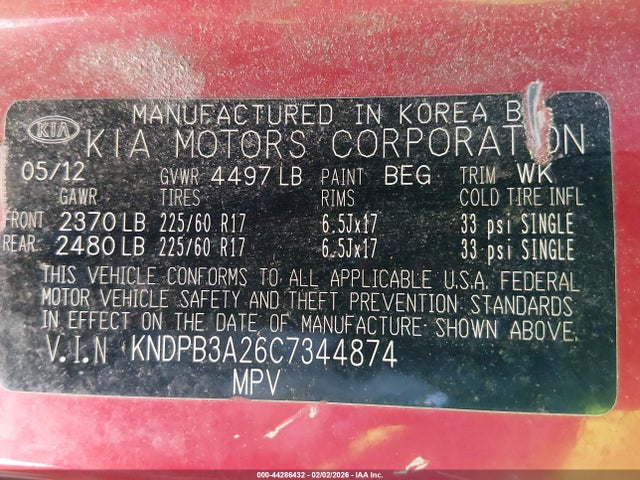 MANUFACTURED IN KOREA B
KIA KIA MOTORS CORPORATION
05/12 GVWR 4497 LB PAINT BEG TRIM WK
GAWR TIRES RIMS COLD TIRE INFL
FRONT 2370 LB 225/60 R17 6.5Jx17 33 psi SINGLE
REAR 2480 LB 225/60 R17 6.5Jx17 33 psi SINGLE
THIS VEHICLE CONFORMS TO ALL APPLICABLE U.S.A. FEDERAL
MOTOR VEHICLE SAFETY AND THEFT PREVENTION STANDARDS
IN EFFECT ON THE DATE OF MANUFACTURE SHOWN ABOVE.
V.I.N KNDPB3A26C7344874
MPV
000-44286432 - 02/02/2026 - IAA Inc.